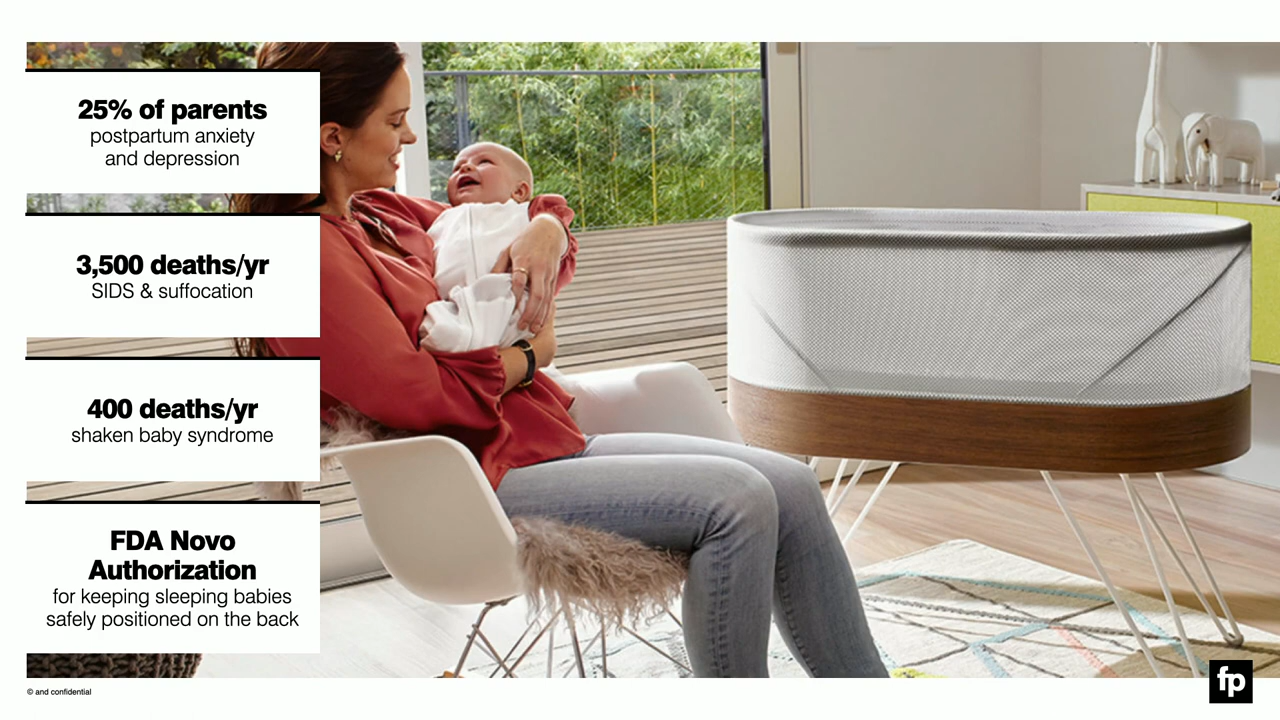 25% of parents
postpartum anxiety
and depression
3,500 deaths/yr
SIDS & suffocation
400 deaths/yr
shaken baby syndrome
FDA Novo
Authorization
for keeping sleeping babies
safely positioned on the back
© and confidential
fp